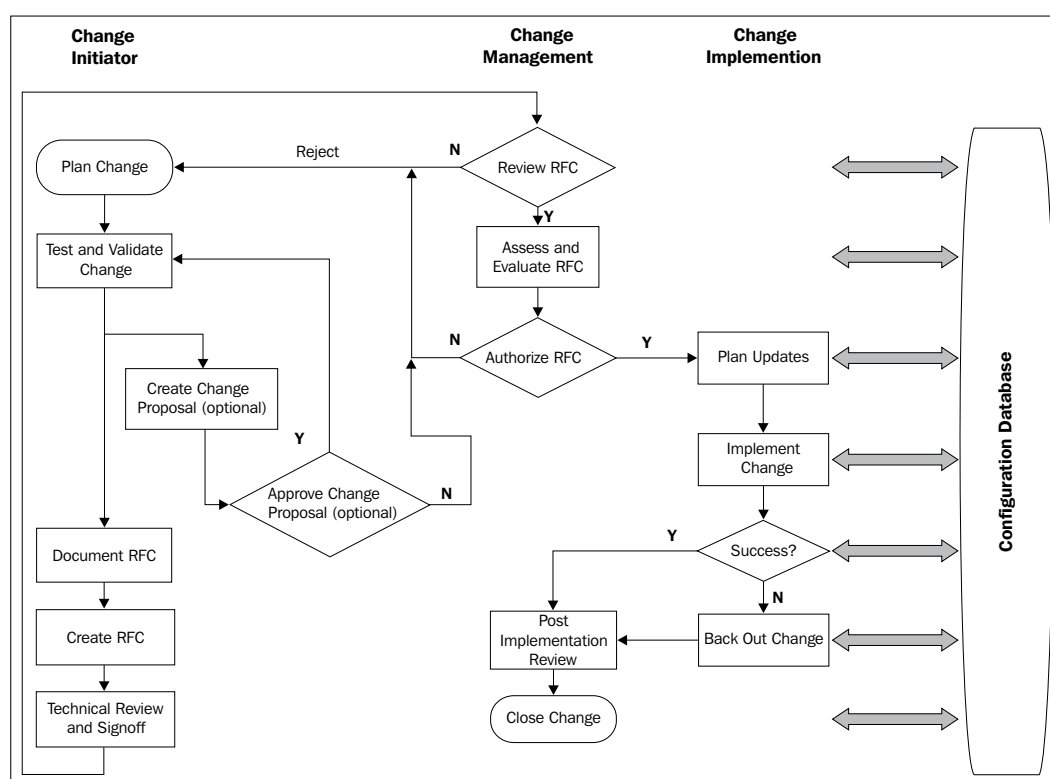 Change
Initiator
Change
Management
Change
Implemention
Plan Change
Reject
N
Review RFC
Y
Test and Validate
Change
Assess and
Evaluate RFC
N
Authorize RFC
Y
Plan Updates
Create Change
Proposal (optional)
Y
Approve Change
Proposal (optional)
N
Implement
Change
Document RFC
Y
Success?
N
Create RFC
Post
Implementation
Review
Back Out Change
Technical Review
and Signoff
Close Change
Configuration Database